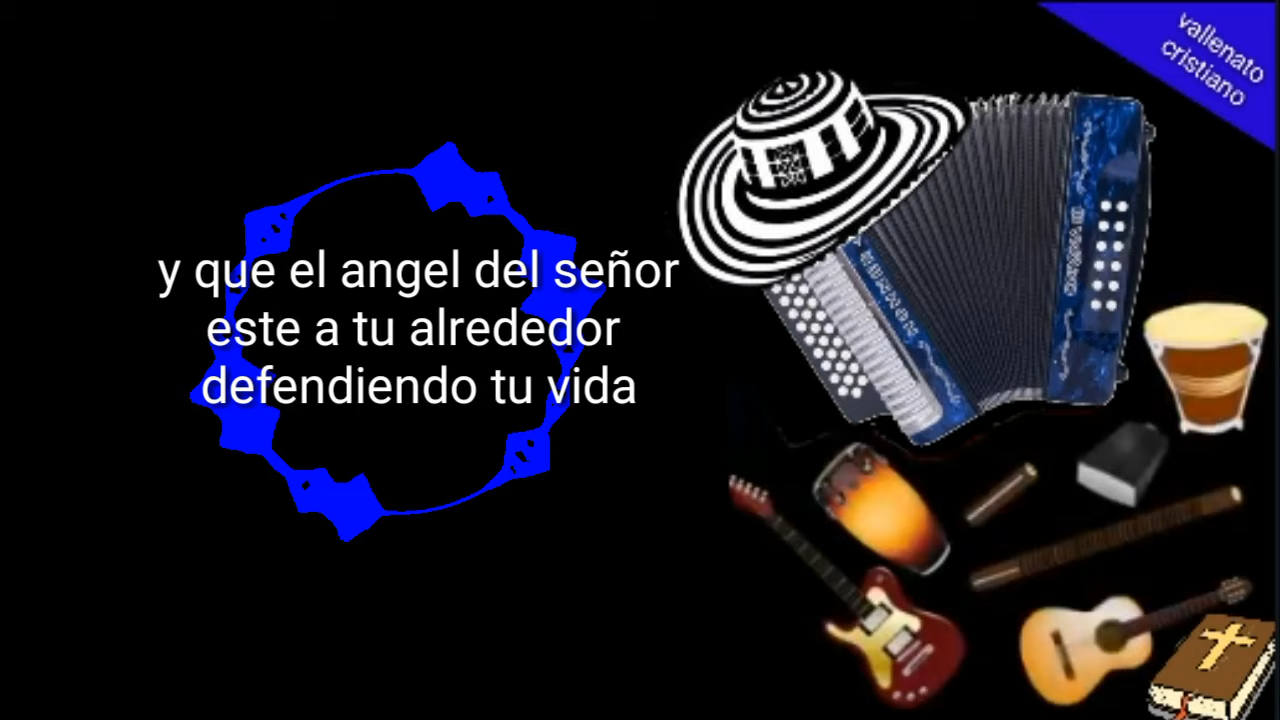 vallenato
cristiano
y que el angel del señor
este a tu alrededor
defendiendo tu vida